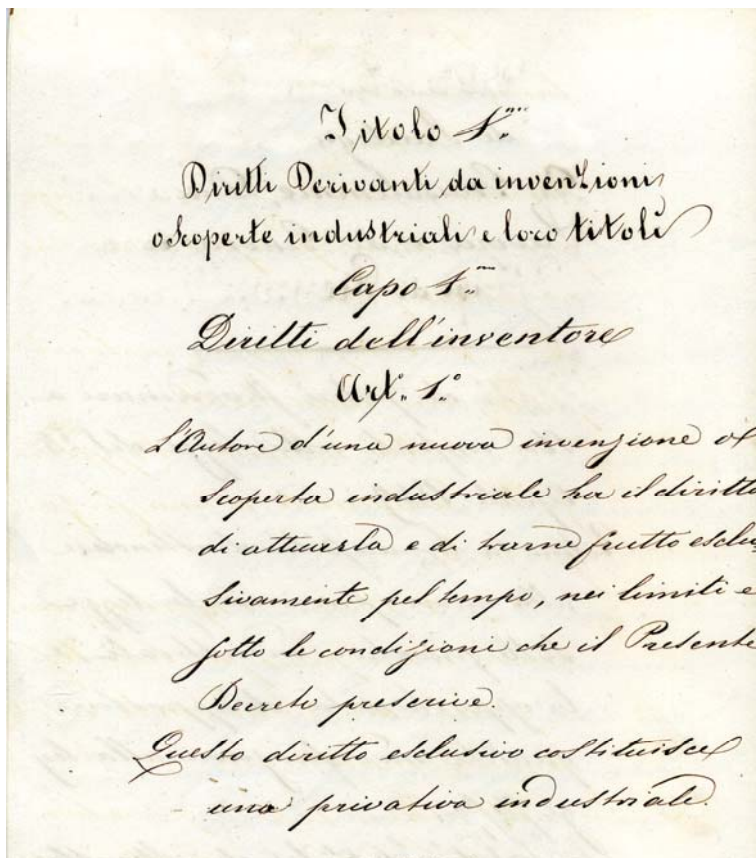 Titolo 1.mo
Diritti Derivanti da invenzioni
o Scoperte industriali e loro titoli
Capo 1.mo
Diritti dell'inventore
Art.° 1.°
L'Autore d'una nuova invenzione o
Scoperta industriale ha il diritto
di attuarla e di trarne frutto esclu
sivamente pel tempo, nei limiti e
sotto le condizioni che il Presente
Decreto prescrive.
Questo diritto esclusivo costituisce
una privativa industriale.